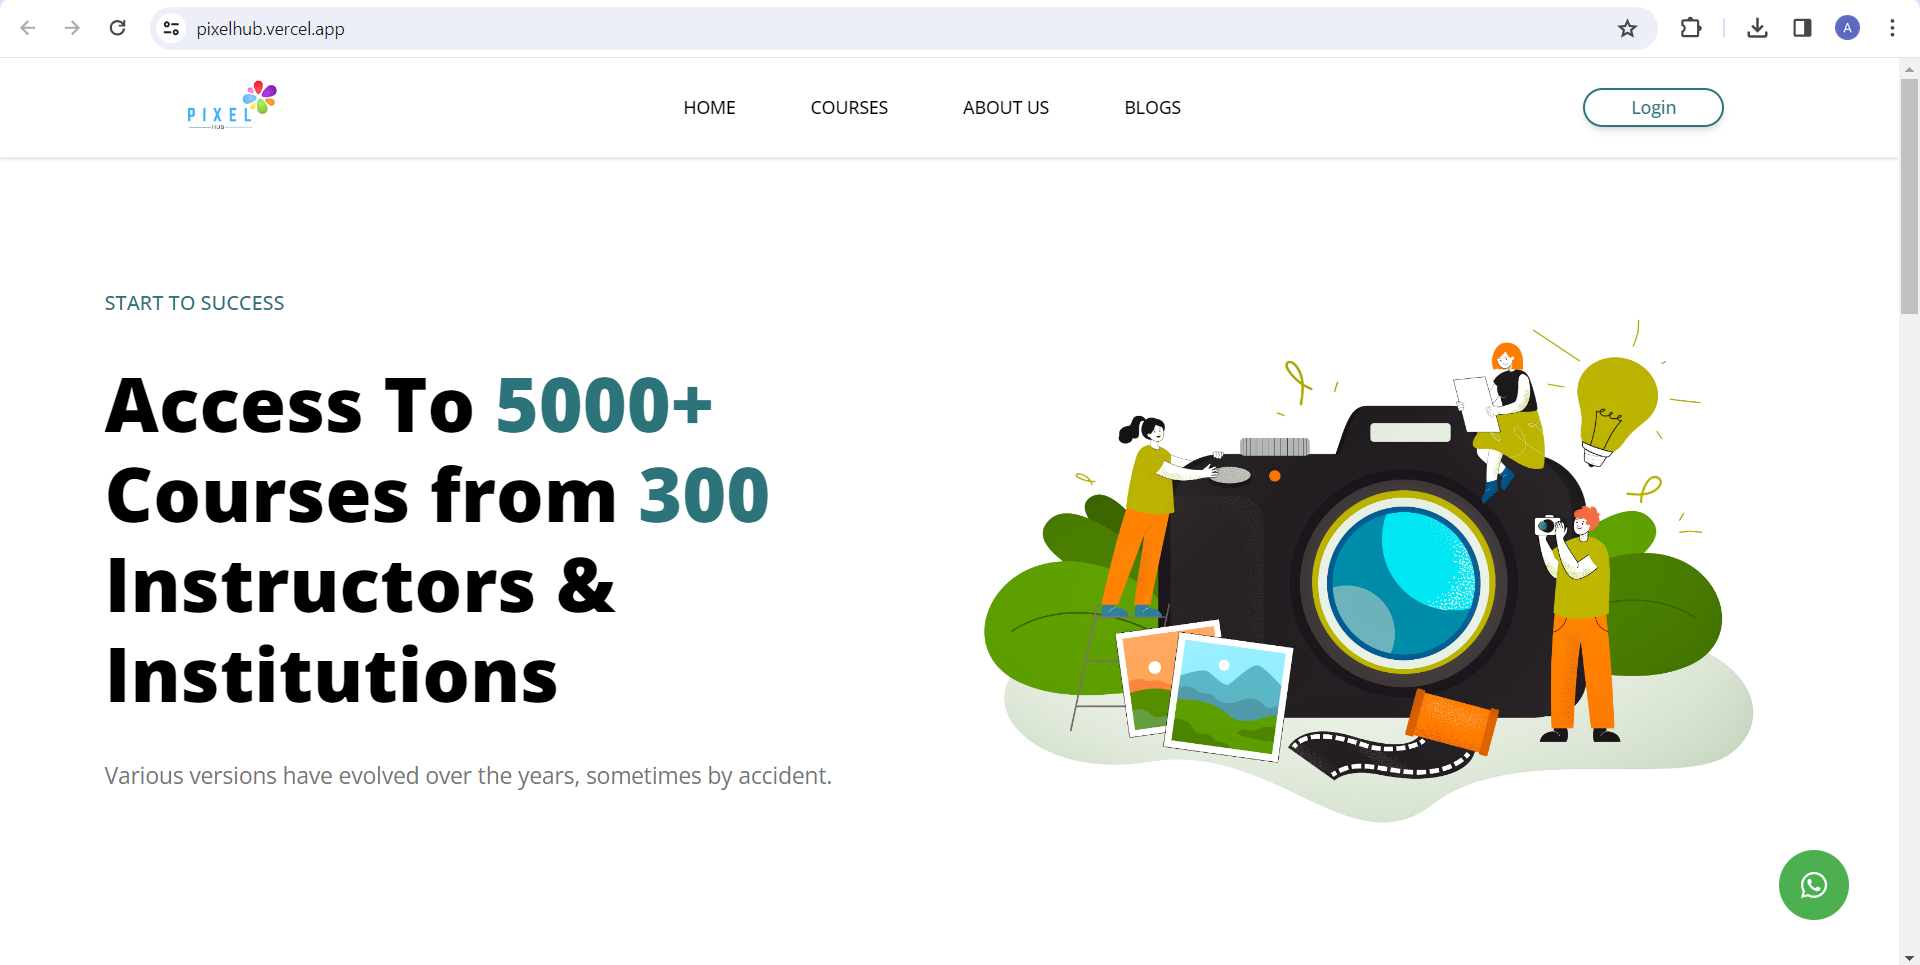 pixelhub.vercel.app
A
PIXEL
HUB
HOME
COURSES
ABOUT US
BLOGS
Login
START TO SUCCESS
Access To 5000+
Courses from 300
Instructors &
Institutions
Various versions have evolved over the years, sometimes by accident.